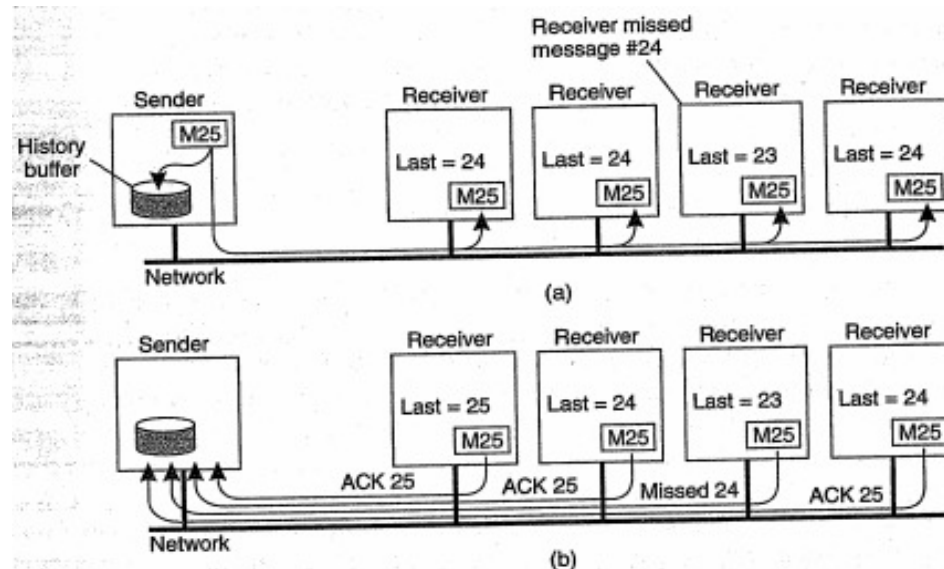 Receiver missed
message #24
Sender
Receiver
Receiver
Receiver
Receiver
M25
History
buffer
Last = 24
Last = 24
Last = 23
Last = 24
M25
M25
M25
M25
Network
(a)
Sender
Receiver
Receiver
Receiver
Receiver
Last = 25
Last = 24
Last = 23
Last = 24
M25
M25
M25
M25
ACK 25
ACK 25
Missed 24
ACK 25
Network
(b)